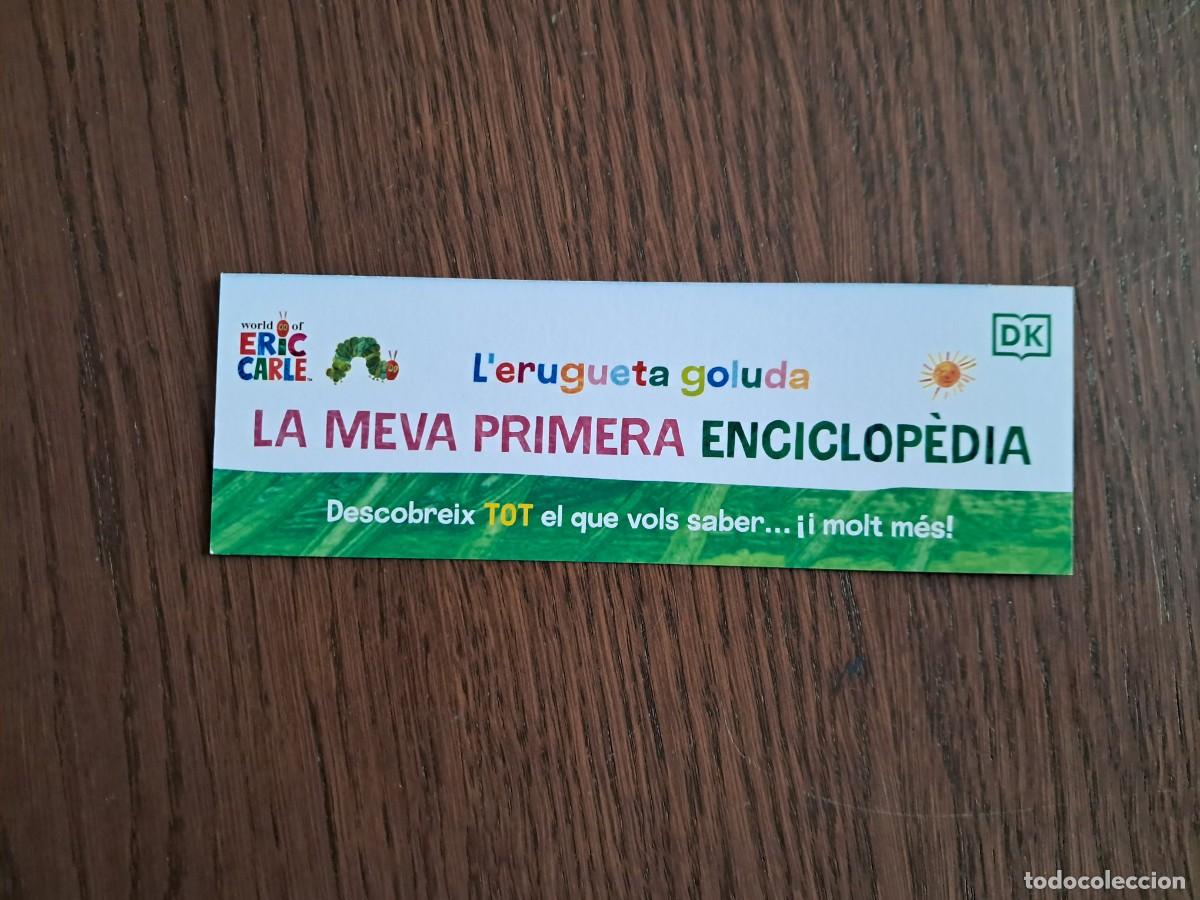 world of
ERiC
CARLE™
DK
L'erugueta goluda
LA MEVA PRIMERA ENCICLOPÈDIA
Descobreix TOT el que vols saber... ¡i molt més!
todocoleccion